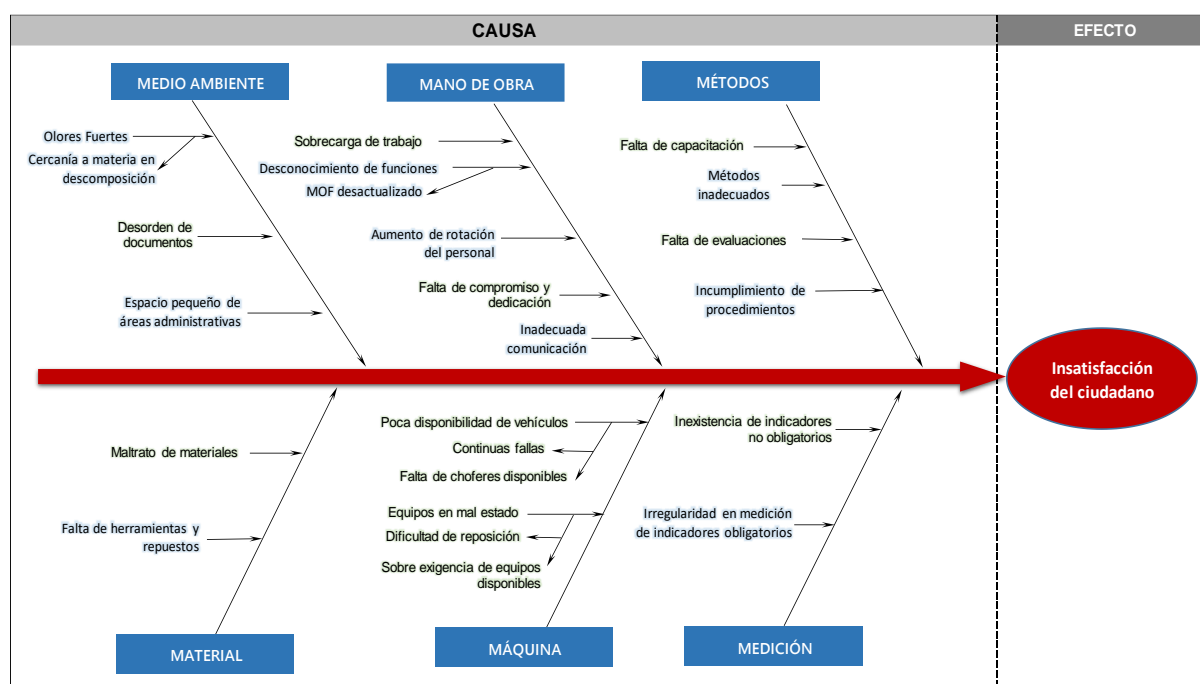 CAUSA
EFECTO
MEDIO AMBIENTE
MANO DE OBRA
MÉTODOS
Olores Fuertes
Cercanía a materia en
descomposición
Desorden de
documentos
Espacio pequeño de
áreas administrativas
Sobrecarga de trabajo
Desconocimiento de funciones
MOF desactualizado
Aumento de rotación
del personal
Falta de compromiso y
dedicación
Inadecuada
comunicación
Falta de capacitación
Métodos
inadecuados
Falta de evaluaciones
Incumplimiento de
procedimientos
Insatisfacción
del ciudadano
Maltrato de materiales
Falta de herramientas y
repuestos
Poca disponibilidad de vehículos
Continuas fallas
Falta de choferes disponibles
Equipos en mal estado
Dificultad de reposición
Sobre exigencia de equipos
disponibles
Inexistencia de indicadores
no obligatorios
Irregularidad en medición
de indicadores obligatorios
MATERIAL
MÁQUINA
MEDICIÓN